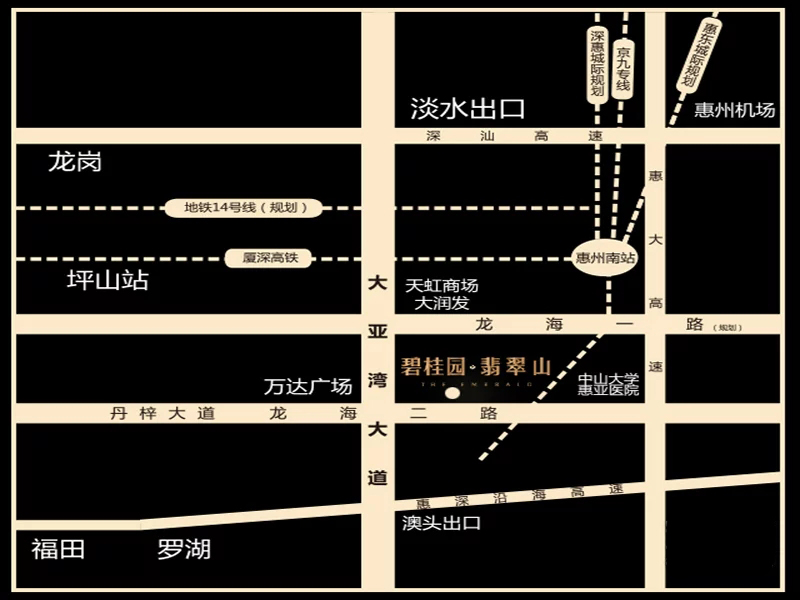 深惠城际规划
京九专线
惠东城际规划
淡水出口
惠州机场
深汕高速
龙岗
惠大高速
地铁14号线（规划）
厦深高铁
惠州南站
坪山站
大亚湾大道
天虹商场
大润发
龙海一路（规划）
碧桂园·翡翠山
THE EMERALD
万达广场
中山大学
惠亚医院
丹梓大道 龙海二路
惠深沿海高速
澳头出口
福田
罗湖